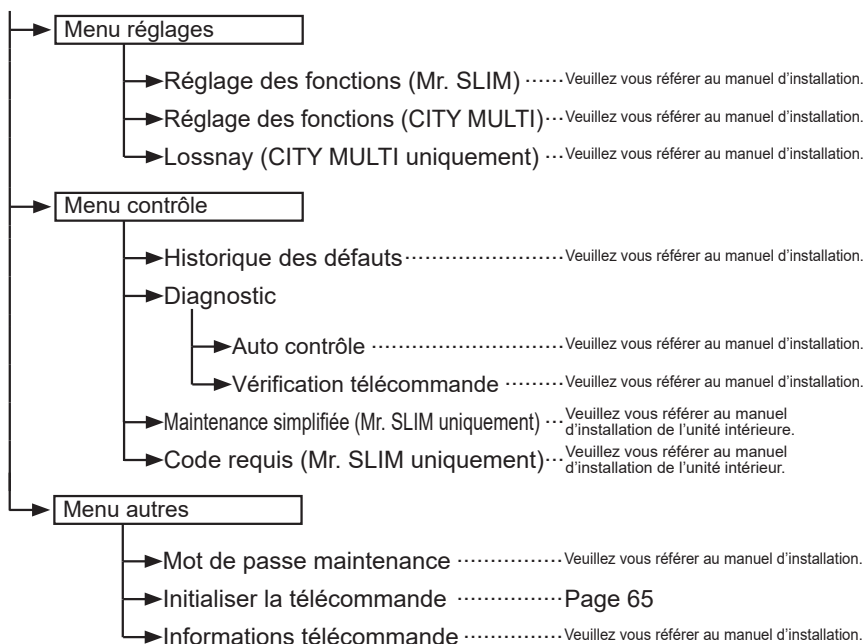 Menu réglages
Réglage des fonctions (Mr. SLIM) ······ Veuillez vous référer au manuel d’installation.
Réglage des fonctions (CITY MULTI) ··· Veuillez vous référer au manuel d’installation.
Lossnay (CITY MULTI uniquement) ··· Veuillez vous référer au manuel d’installation.
Menu contrôle
Historique des défauts ························ Veuillez vous référer au manuel d’installation.
Diagnostic
Auto contrôle ····························· Veuillez vous référer au manuel d’installation.
Vérification télécommande ········· Veuillez vous référer au manuel d’installation.
Maintenance simplifiée (Mr. SLIM uniquement) ··· Veuillez vous référer au manuel
d’installation de l’unité intérieure.
Code requis (Mr. SLIM uniquement) ··· Veuillez vous référer au manuel
d’installation de l’unité intérieur.
Menu autres
Mot de passe maintenance ················ Veuillez vous référer au manuel d’installation.
Initialiser la télécommande ················ Page 65
Informations télécommande ··············· Veuillez vous référer au manuel d’installation.